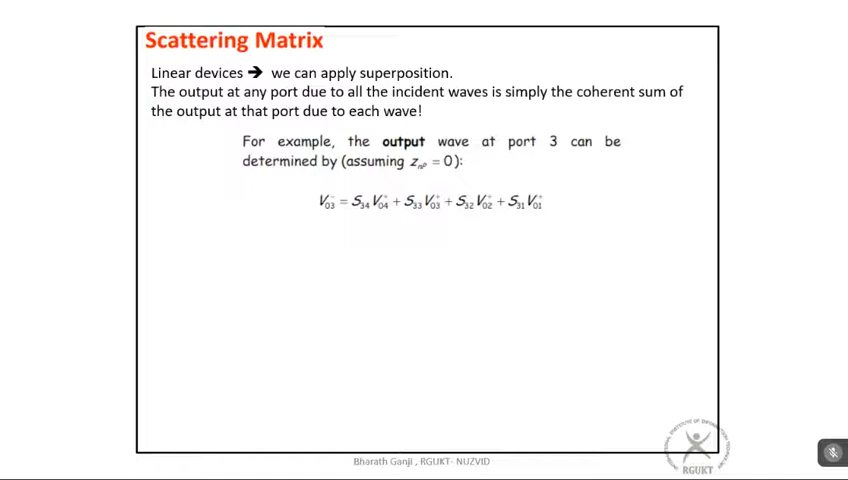 Scattering Matrix
Linear devices ➔ we can apply superposition.
The output at any port due to all the incident waves is simply the coherent sum of
the output at that port due to each wave!
For example, the output wave at port 3 can be
determined by (assuming z_nP = 0):
V₀₃⁻ = S₃₄ V₀₄⁺ + S₃₃ V₀₃⁺ + S₃₂ V₀₂⁺ + S₃₁ V₀₁⁺
RGUKT
Bharath Ganji , RGUKT- NUZVID